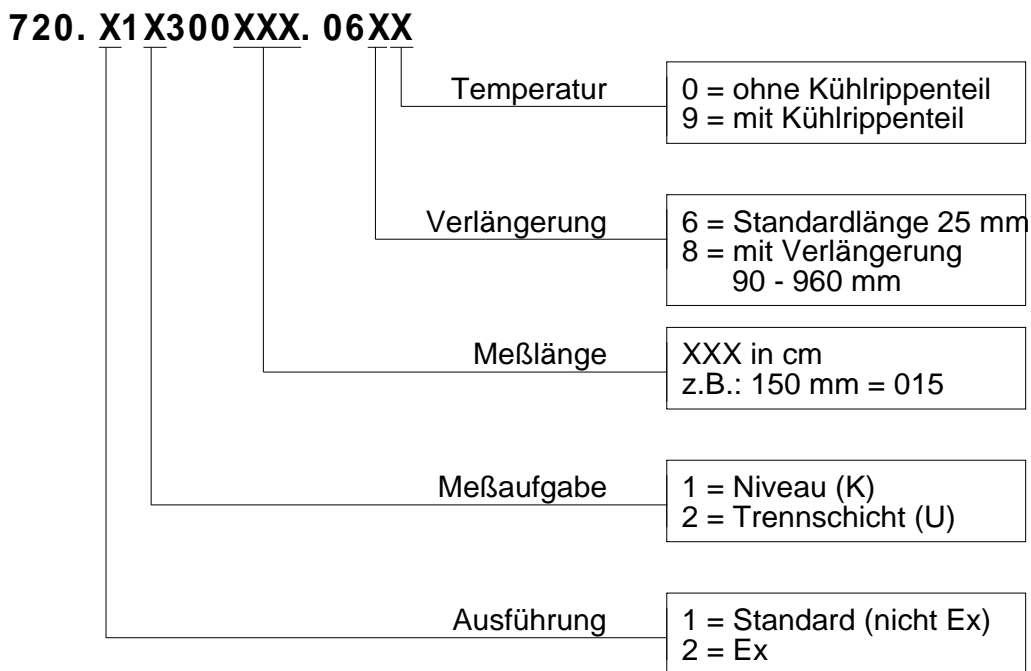 720. X1X300XXX. 06XX
Temperatur
0 = ohne Kühlrippenteil
9 = mit Kühlrippenteil
Verlängerung
6 = Standardlänge 25 mm
8 = mit Verlängerung
90 - 960 mm
Meßlänge
XXX in cm
z.B.: 150 mm = 015
Meßaufgabe
1 = Niveau (K)
2 = Trennschicht (U)
Ausführung
1 = Standard (nicht Ex)
2 = Ex